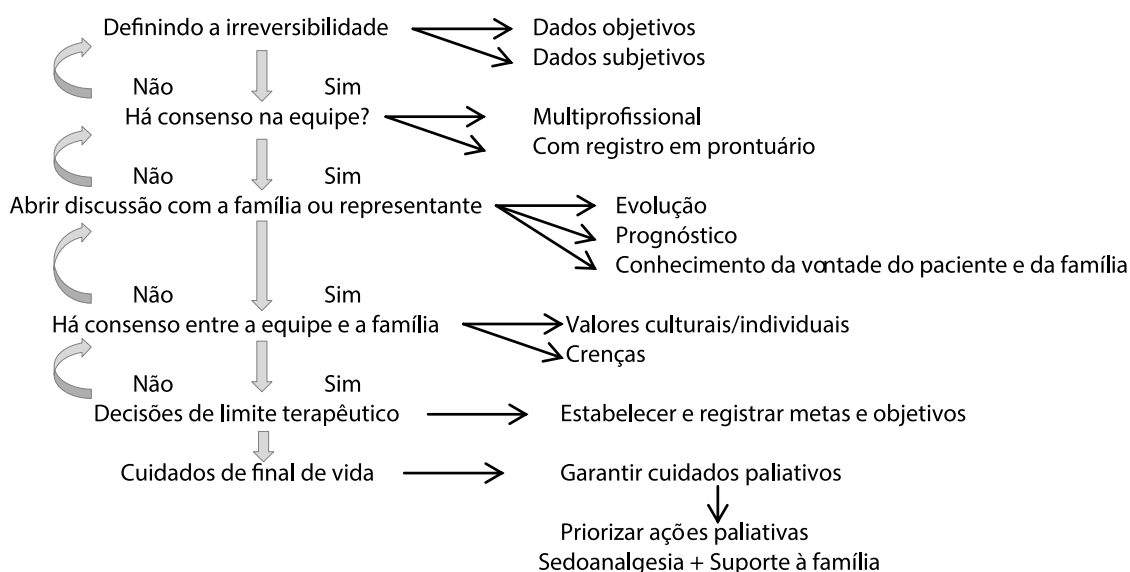 Definindo a irreversibilidade
Dados objetivos
Dados subjetivos
Não
Sim
Há consenso na equipe?
Multiprofissional
Com registro em prontuário
Não
Sim
Abrir discussão com a família ou representante
Evolução
Prognóstico
Conhecimento da vontade do paciente e da família
Não
Sim
Há consenso entre a equipe e a família
Valores culturais/individuais
Crenças
Não
Sim
Decisões de limite terapêutico
Estabelecer e registrar metas e objetivos
Cuidados de final de vida
Garantir cuidados paliativos
Priorizar ações paliativas
Sedoanalgesia + Suporte à família